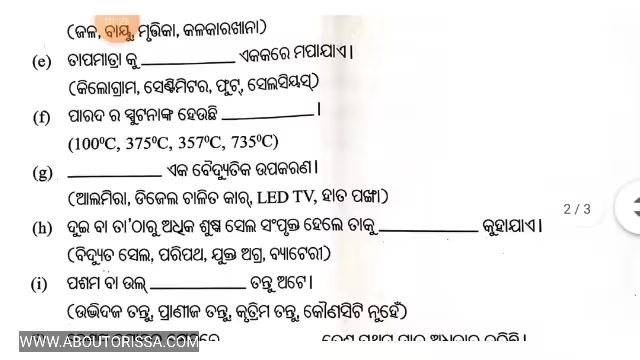 (ଜଳ, ବାୟୁ, ମୃତ୍ତିକା, କଳକାରଖାନା)
(e) ତାପମାତ୍ରା କୁ ____________ ଏକକରେ ମପାଯାଏ।
(କିଲୋଗ୍ରାମ, ସେଣ୍ଟିମିଟର, ଫୁଟ୍, ସେଲସିୟସ୍)
(f) ପାରଦ ର ସ୍ଫୁଟନାଙ୍କ ହେଉଛି ____________ ।
(100⁰C, 375⁰C, 357⁰C, 735⁰C)
(g) ____________ ଏକ ବୈଦ୍ୟୁତିକ ଉପକରଣ।
(ଆଲମିରା, ଡିଜେଲ ଚାଳିତ କାର୍, LED TV, ହାତ ପଙ୍ଖା)
2 / 3
(h) ଦୁଇ ବା ତା'ଠାରୁ ଅଧିକ ଶୁଷ୍କ ସେଲ ସଂପୃକ୍ତ ହେଲେ ତାକୁ ____________ କୁହାଯାଏ।
(ବିଦ୍ୟୁତ ସେଲ, ପରିପଥ, ଯୁକ୍ତ ଅଗ୍ର, ବ୍ୟାଟେରୀ)
(i) ପଶମ ବା ଉଲ୍ ____________ ତନ୍ତୁ ଅଟେ।
(ଉଦ୍ଭିଦଜ ତନ୍ତୁ, ପ୍ରାଣୀଜ ତନ୍ତୁ, କୃତ୍ରିମ ତନ୍ତୁ, କୌଣସିଟି ନୁହେଁ)
WWW.ABOUTORISSA.COM